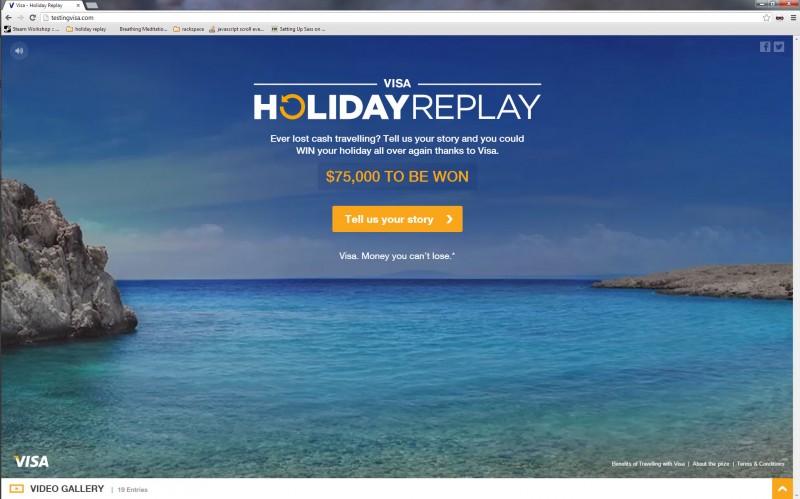 Visa - Holiday Replay
testingvisa.com
Steam Workshop :: ...
holiday replay
Breathing Meditatio...
rackspace
javascript scroll eve...
Setting Up Sass on ...
VISA
HOLIDAYREPLAY
Ever lost cash travelling? Tell us your story and you could
WIN your holiday all over again thanks to Visa.
$75,000 TO BE WON
Tell us your story
Visa. Money you can't lose.*
VISA
Benefits of Travelling with Visa | About the prize | Terms & Conditions
VIDEO GALLERY | 19 Entries